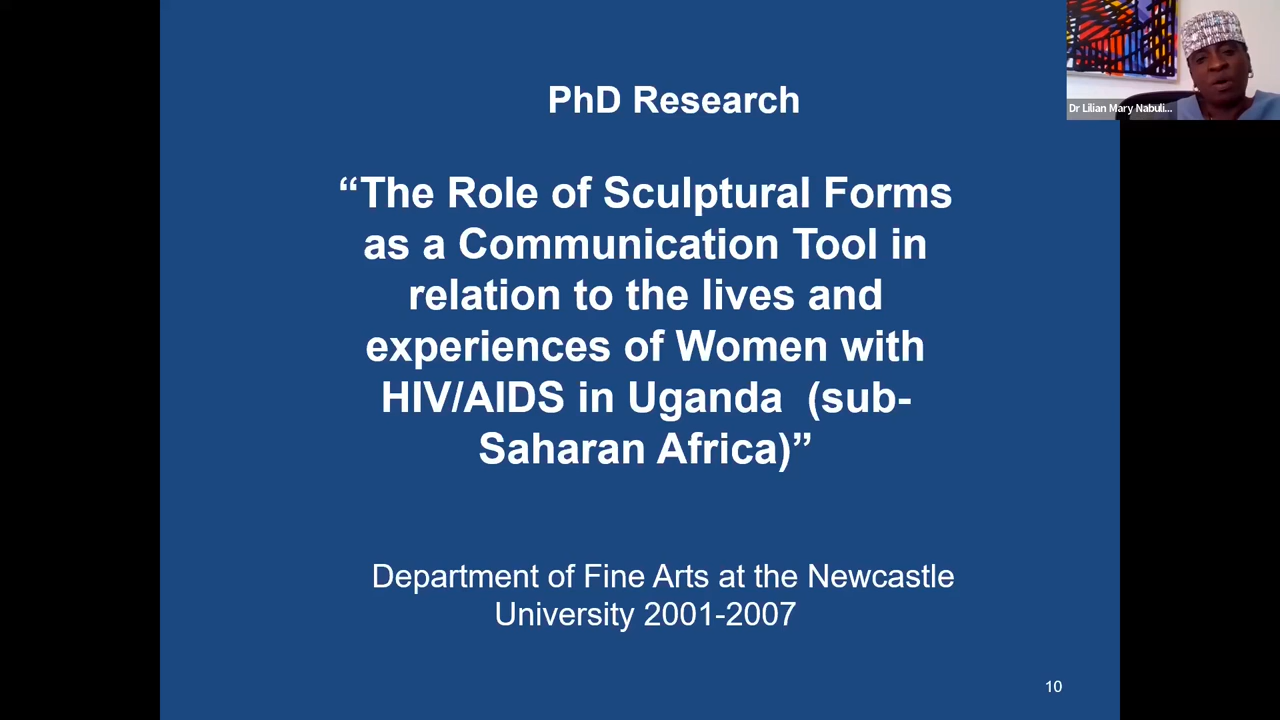 Dr Lilian Mary Nabuli...
PhD Research
“The Role of Sculptural Forms
as a Communication Tool in
relation to the lives and
experiences of Women with
HIV/AIDS in Uganda (sub-
Saharan Africa)”
Department of Fine Arts at the Newcastle
University 2001-2007
10